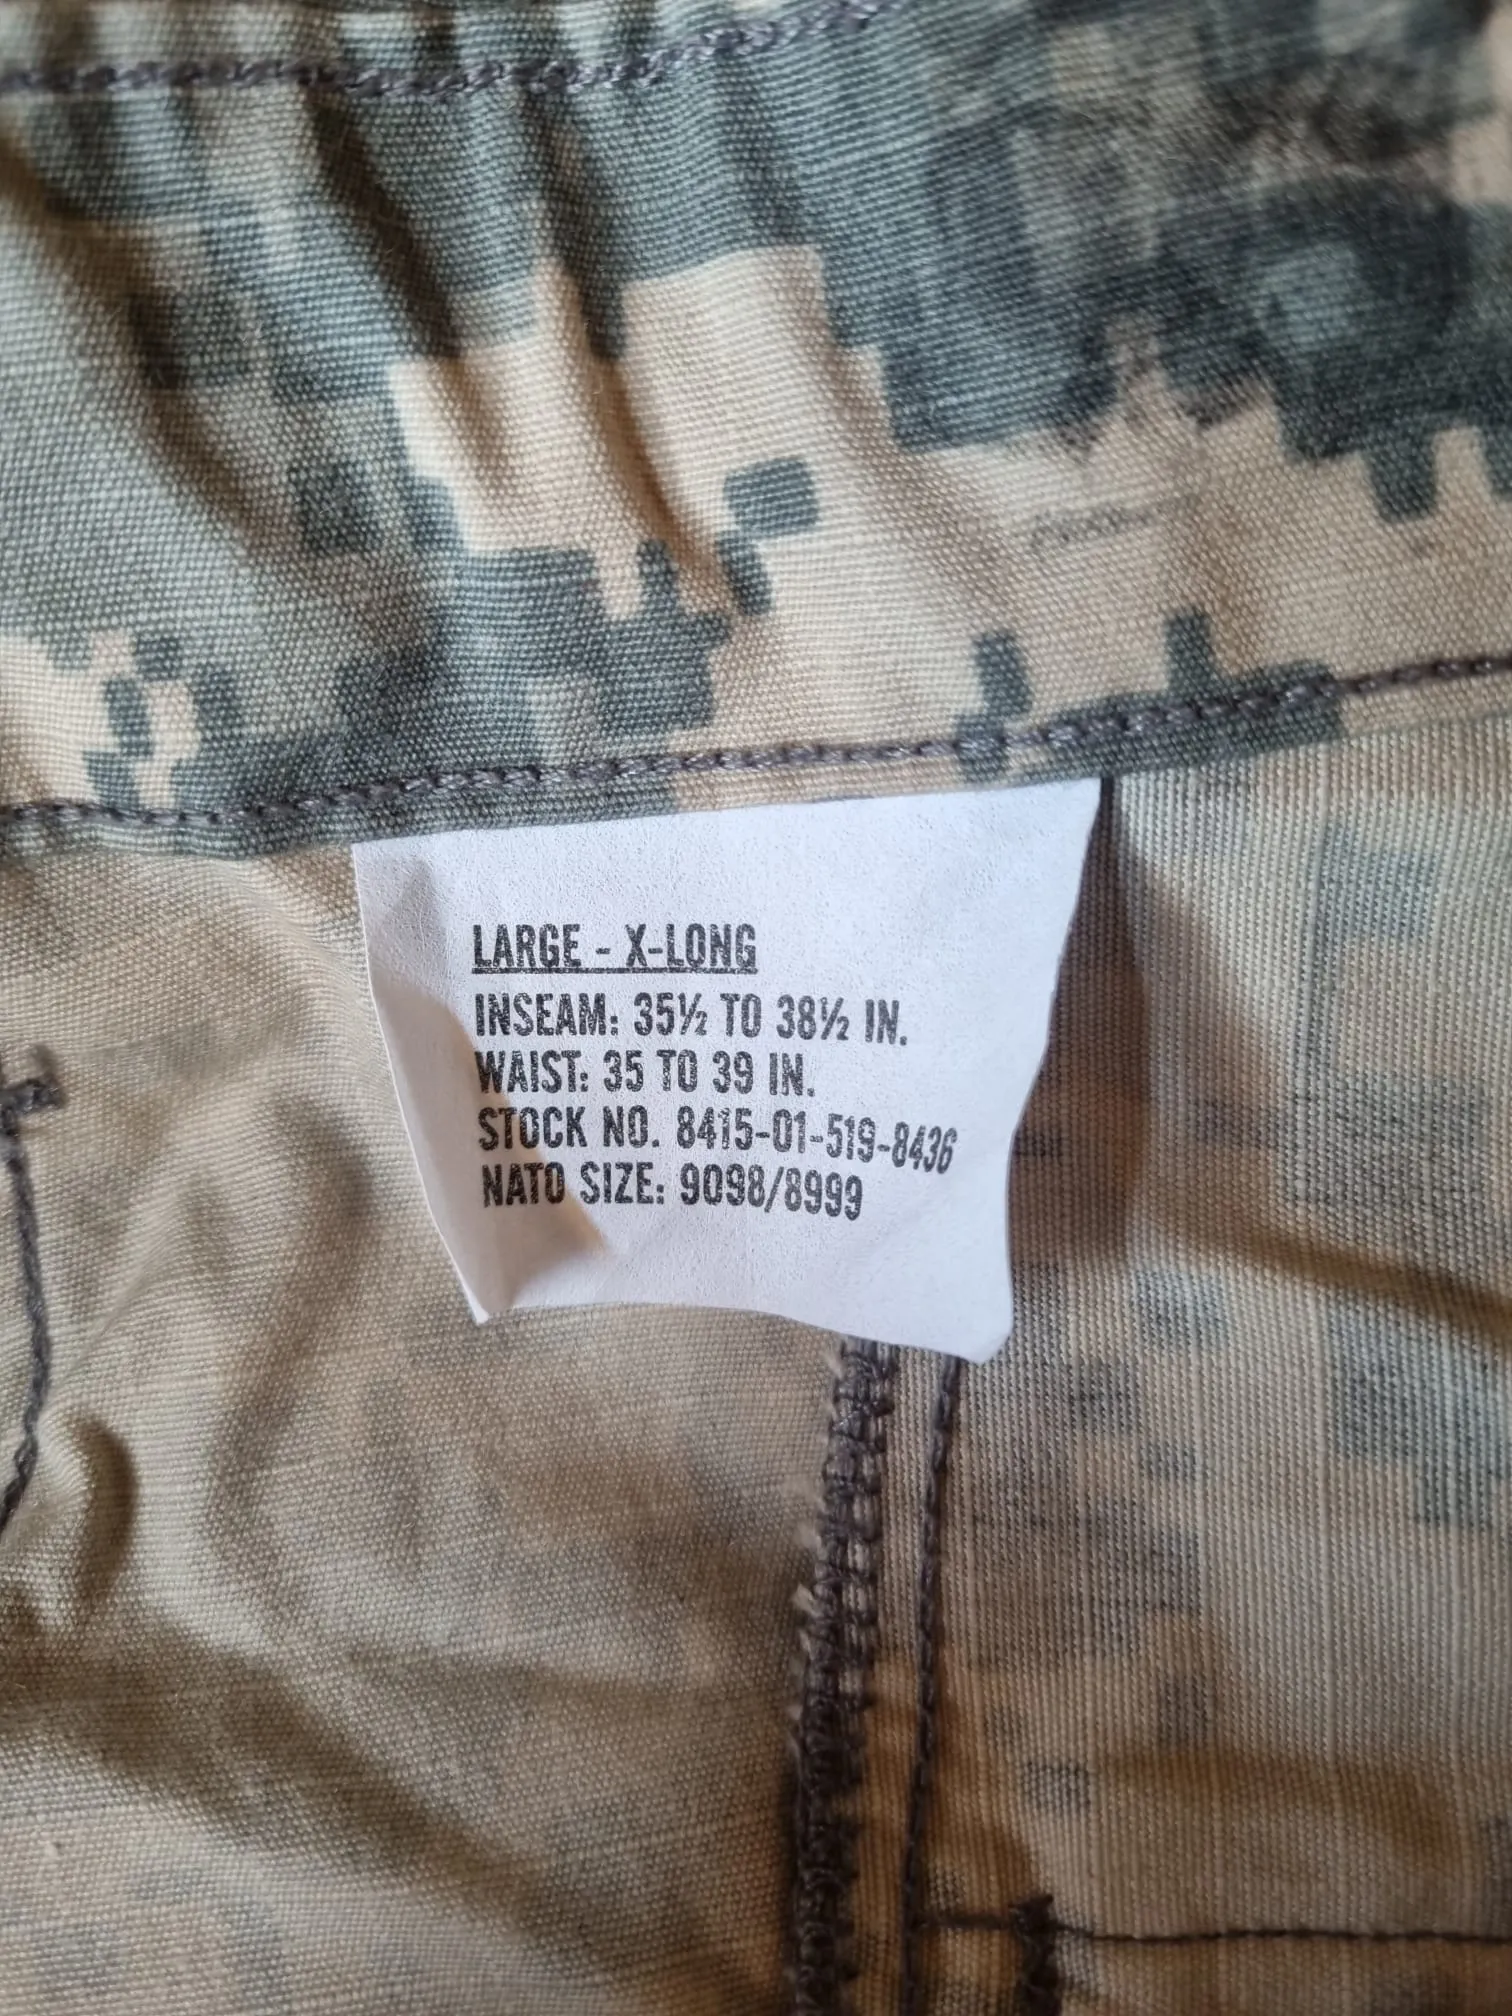 LARGE - X-LONG
INSEAM: 35½ TO 38½ IN.
WAIST: 35 TO 39 IN.
STOCK NO. 8415-01-519-8436
NATO SIZE: 9098/8999